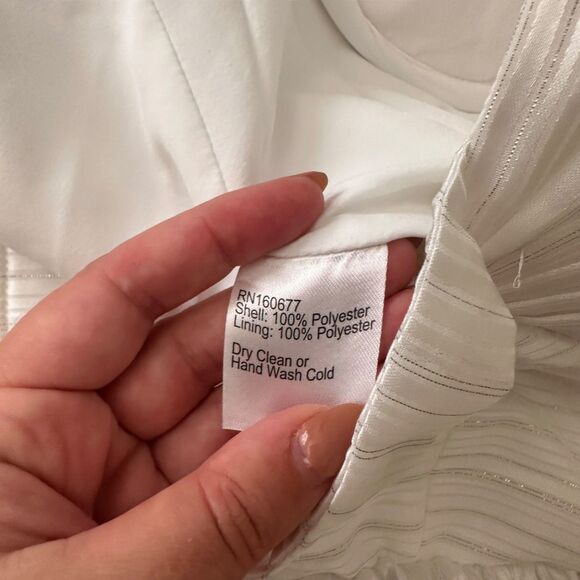 RN160677
Shell: 100% Polyester
Lining: 100% Polyester
Dry Clean or
Hand Wash Cold